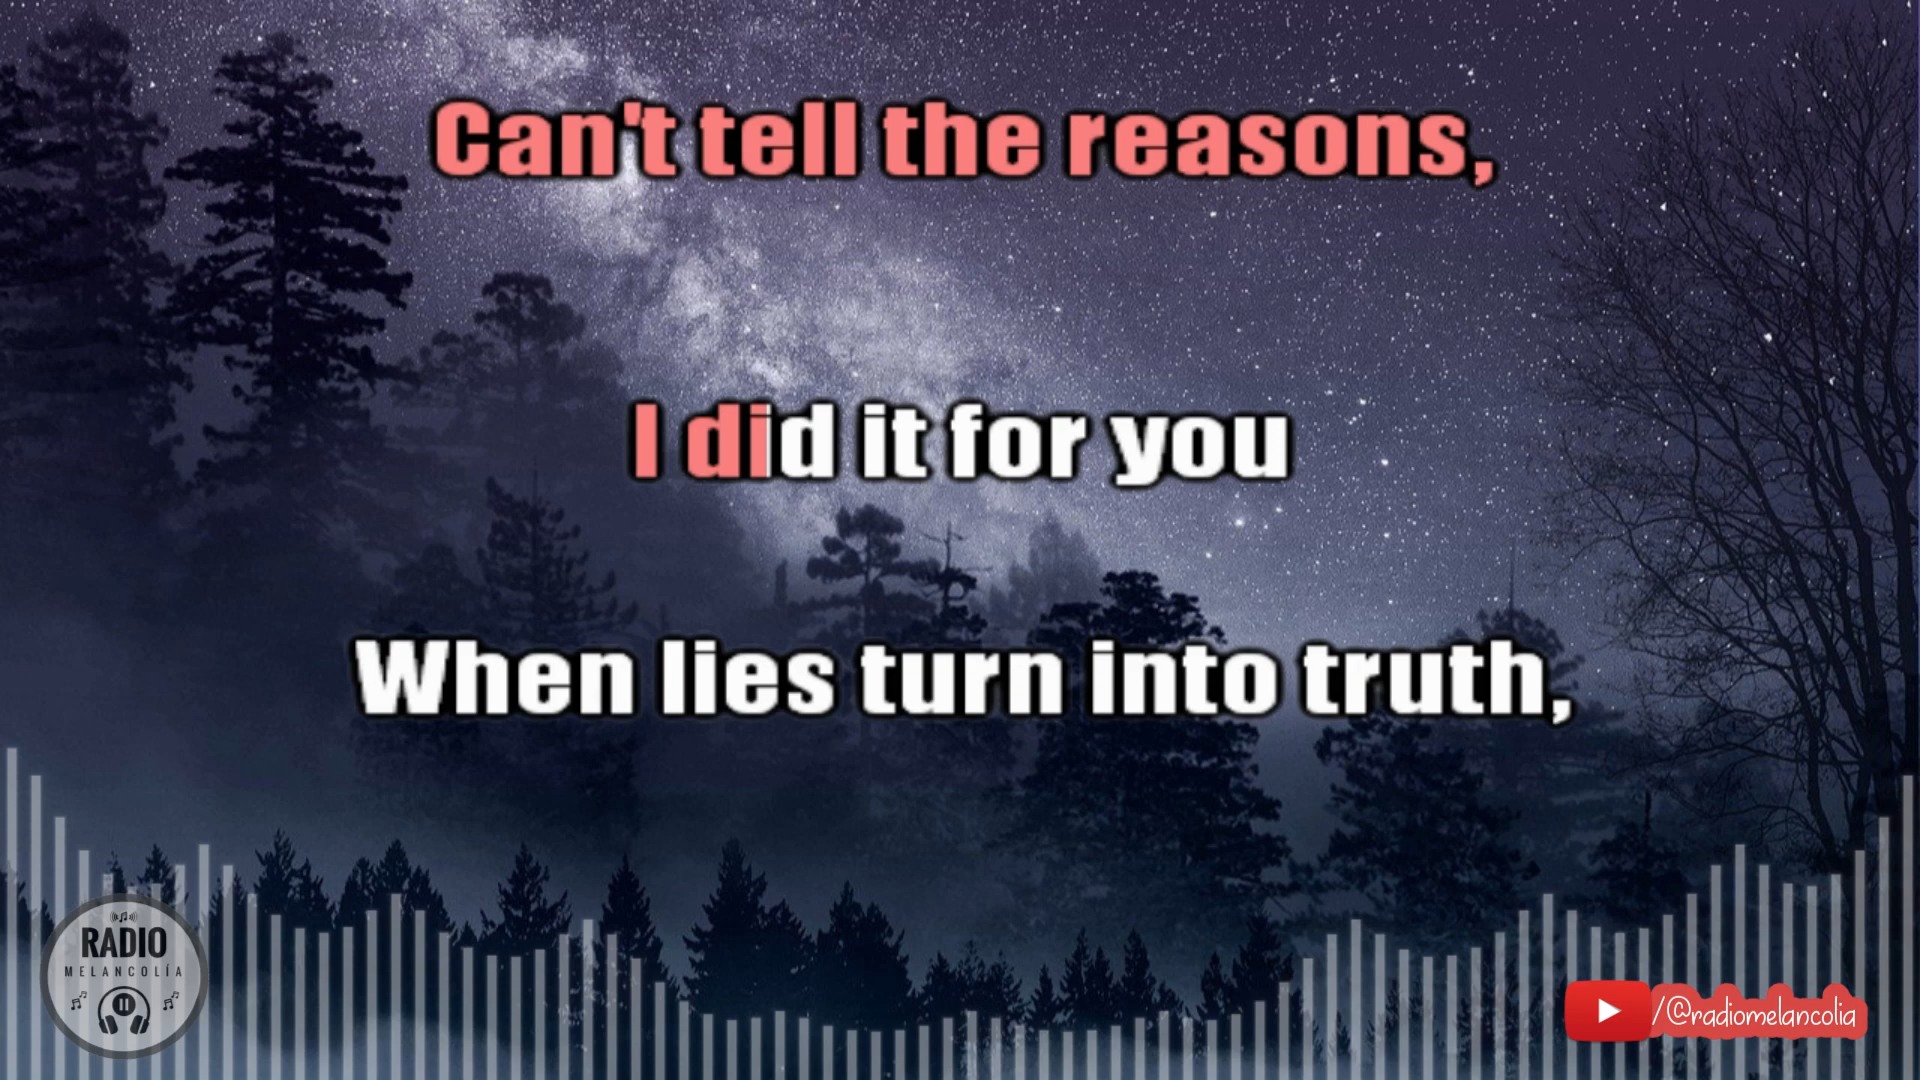 Can't tell the reasons,
I did it for you
When lies turn into truth,
RADIO
MELANCOLÍA
/@radiomelancolia